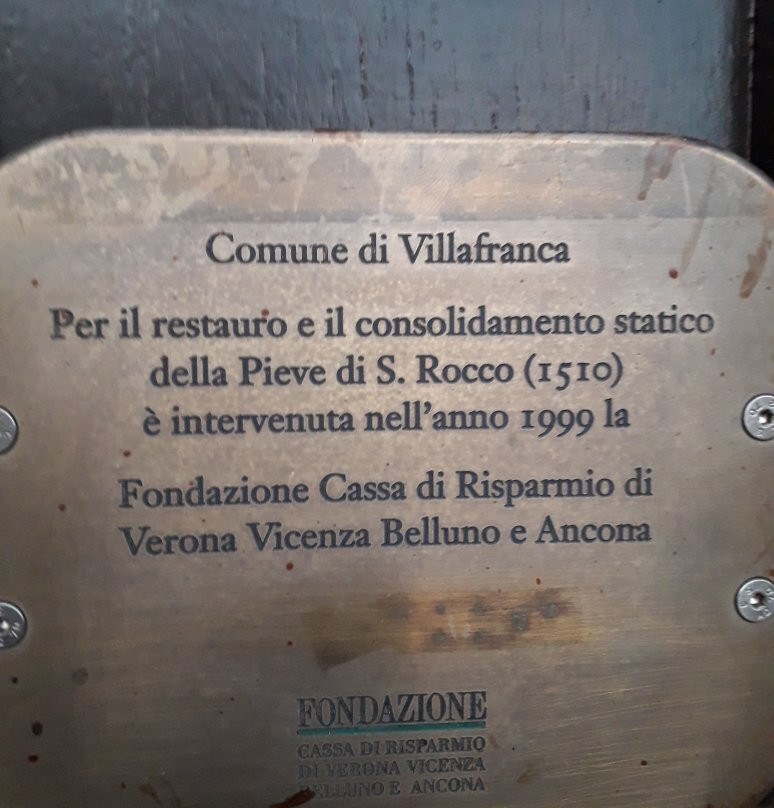 Comune di Villafranca
Per il restauro e il consolidamento statico
della Pieve di S. Rocco (1510)
è intervenuta nell'anno 1999 la
Fondazione Cassa di Risparmio di
Verona Vicenza Belluno e Ancona
FONDAZIONE
CASSA DI RISPARMIO
DI VERONA VICENZA
BELLUNO E ANCONA